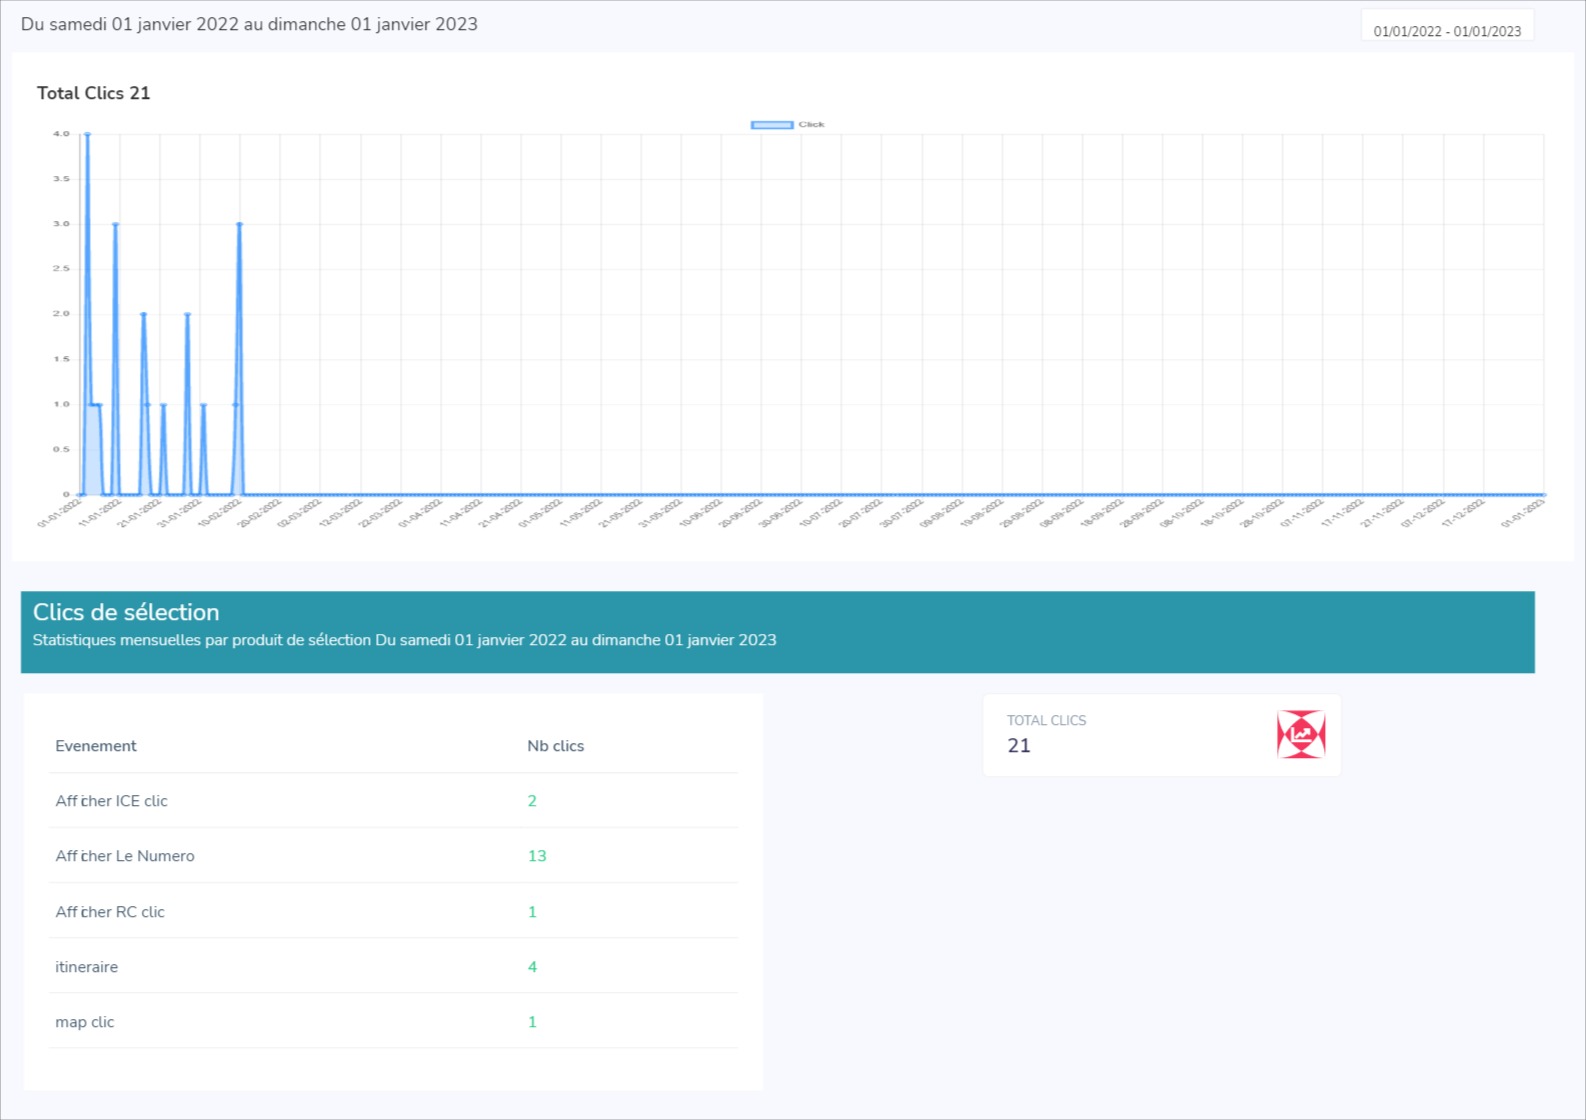 Du samedi 01 janvier 2022 au dimanche 01 janvier 2023
01/01/2022 - 01/01/2023
Total Clics 21
Click
4.0
3.5
3.0
2.5
2.0
1.5
1.0
0.5
0
01-01-2022 11-01-2022 21-01-2022 31-01-2022 10-02-2022 20-02-2022 02-03-2022 12-03-2022 22-03-2022 01-04-2022 11-04-2022 21-04-2022 01-05-2022 11-05-2022 21-05-2022 31-05-2022 10-06-2022 20-06-2022 30-06-2022 10-07-2022 20-07-2022 30-07-2022 09-08-2022 19-08-2022 29-08-2022 08-09-2022 18-09-2022 28-09-2022 08-10-2022 18-10-2022 28-10-2022 07-11-2022 17-11-2022 27-11-2022 07-12-2022 17-12-2022 01-01-2023
Clics de sélection
Statistiques mensuelles par produit de sélection Du samedi 01 janvier 2022 au dimanche 01 janvier 2023
Evenement Nb clics
Afficher ICE clic 2
Afficher Le Numero 13
Afficher RC clic 1
itineraire 4
map clic 1
TOTAL CLICS
21